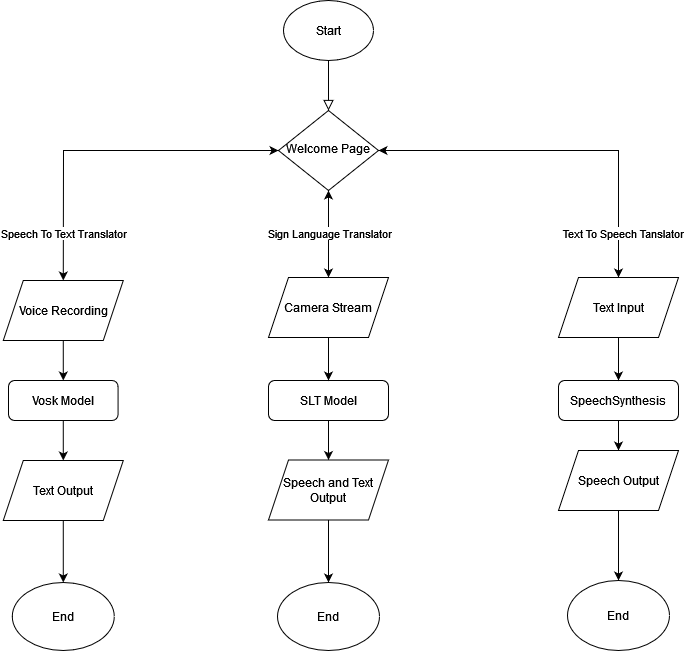 Start
Welcome Page
Speech To Text Translator
Sign Language Translator
Text To Speech Tanslator
Voice Recording
Camera Stream
Text Input
Vosk Model
SLT Model
SpeechSynthesis
Text Output
Speech and Text
Output
Speech Output
End
End
End